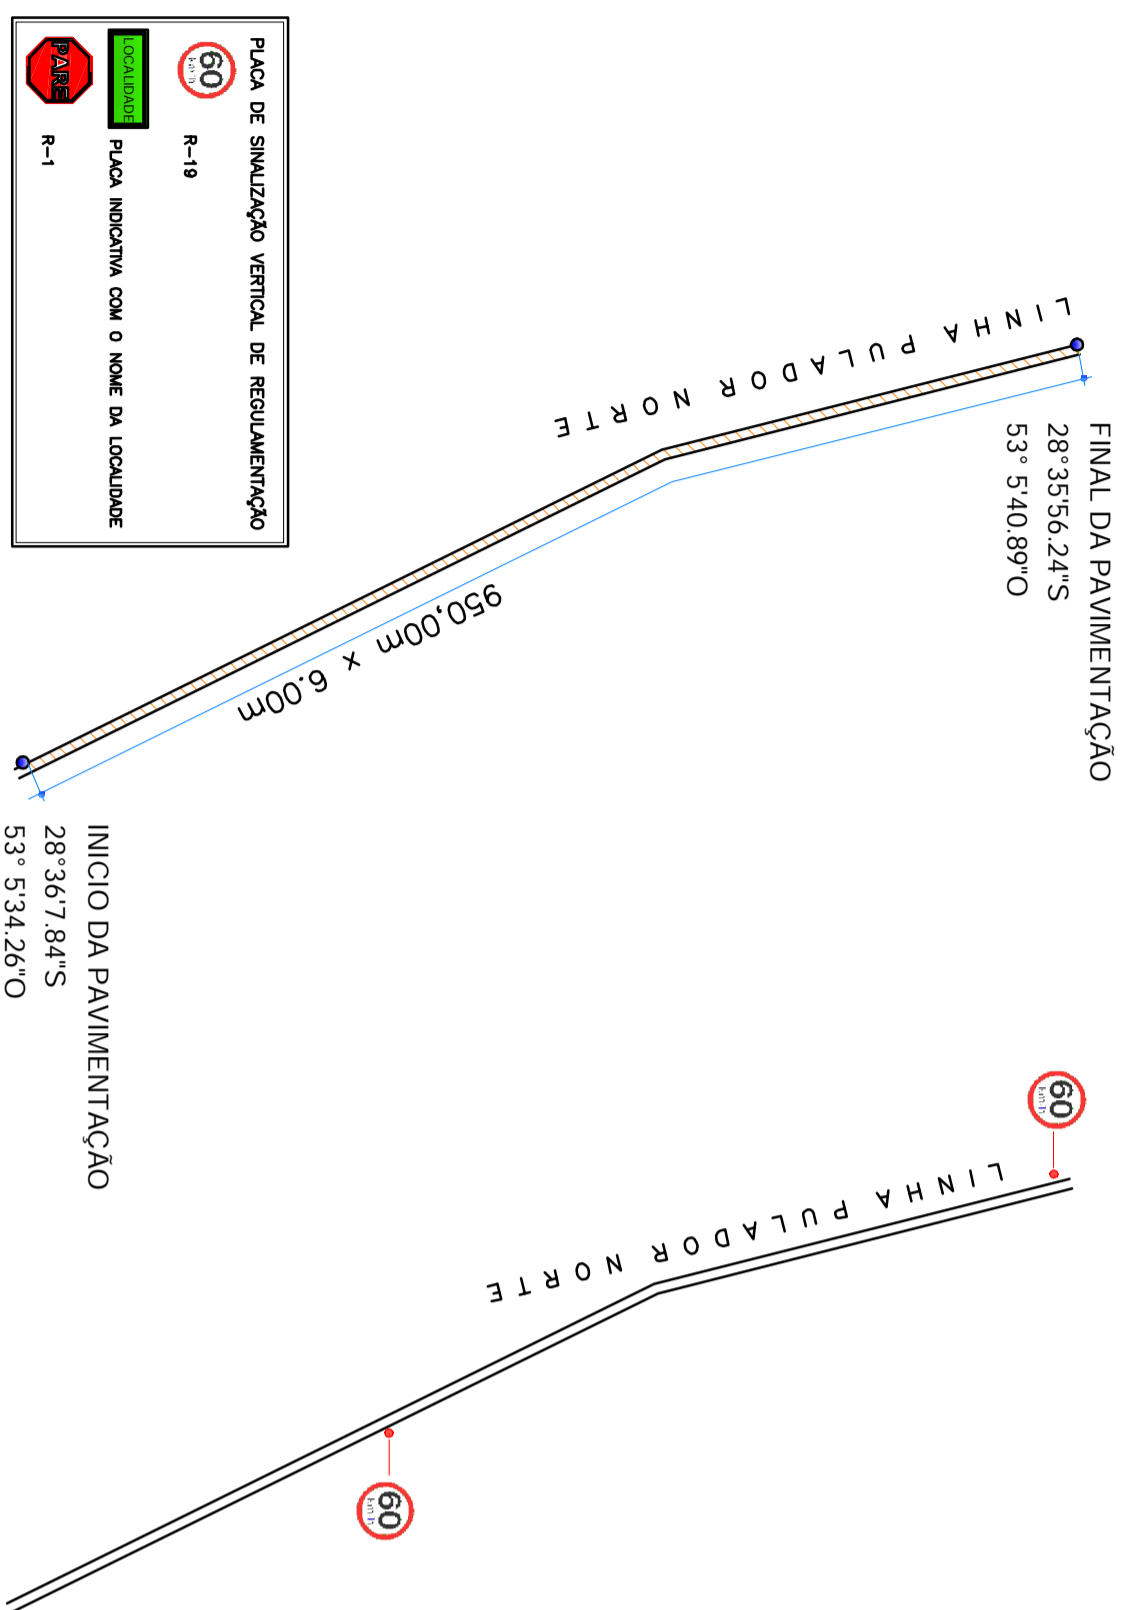 PLACA DE SINALIZAÇÃO VERTICAL DE REGULAMENTAÇÃO
60
km/h
R-19
LOCALIDADE
PLACA INDICATIVA COM O NOME DA LOCALIDADE
PARE
R-1
LINHA PULADOR NORTE
950,00m x 6.00m
FINAL DA PAVIMENTAÇÃO
28°35'56.24"S
53° 5'40.89"O
INICIO DA PAVIMENTAÇÃO
28°36'7.84"S
53° 5'34.26"O
60
km/h
LINHA PULADOR NORTE
60
km/h